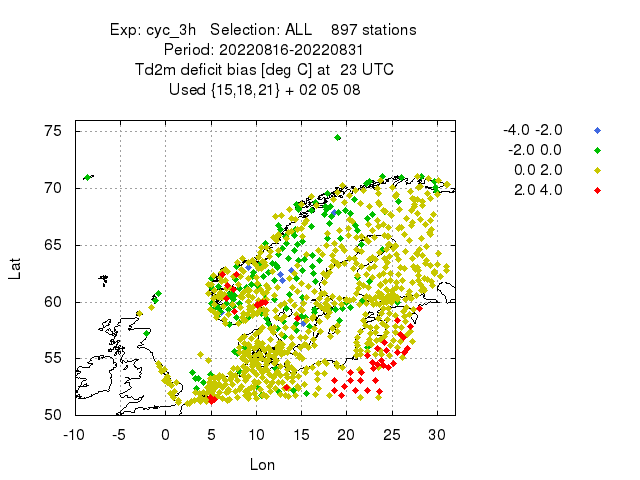 Exp: cyc_3h   Selection: ALL    897 stations
Period: 20220816-20220831
Td2m deficit bias [deg C] at  23 UTC
Used {15,18,21} + 02 05 08
-4.0 -2.0
-2.0 0.0
0.0 2.0
2.0 4.0
75
70
65
60
55
50
Lat
-10 -5 0 5 10 15 20 25 30
Lon